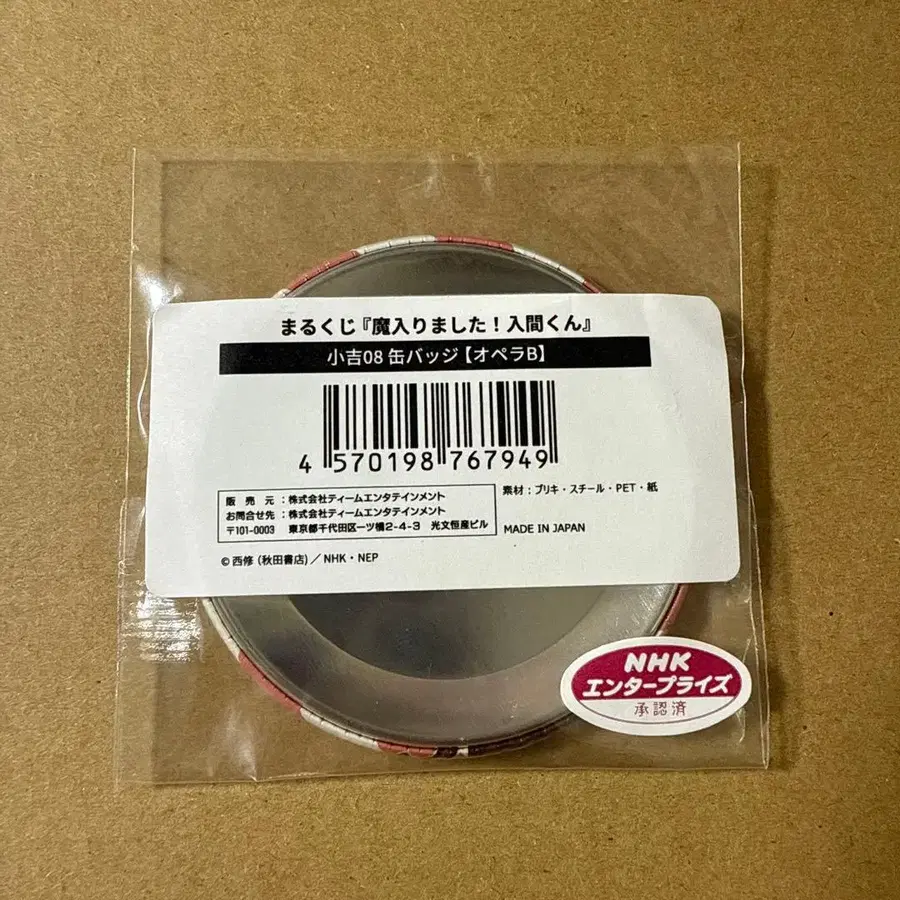 まるくじ『魔入りました！入間くん』
小吉08 缶バッジ【オペラB】
4 570198 767949
販売元：株式会社ティームエンタテインメント
お問合せ先：株式会社ティームエンタテインメント
〒101-0003 東京都千代田区一ツ橋2-4-3 光文恒産ビル
素材：ブリキ・スチール・PET・紙
MADE IN JAPAN
©西修（秋田書店）／NHK・NEP
NHK
エンタープライズ
承認済